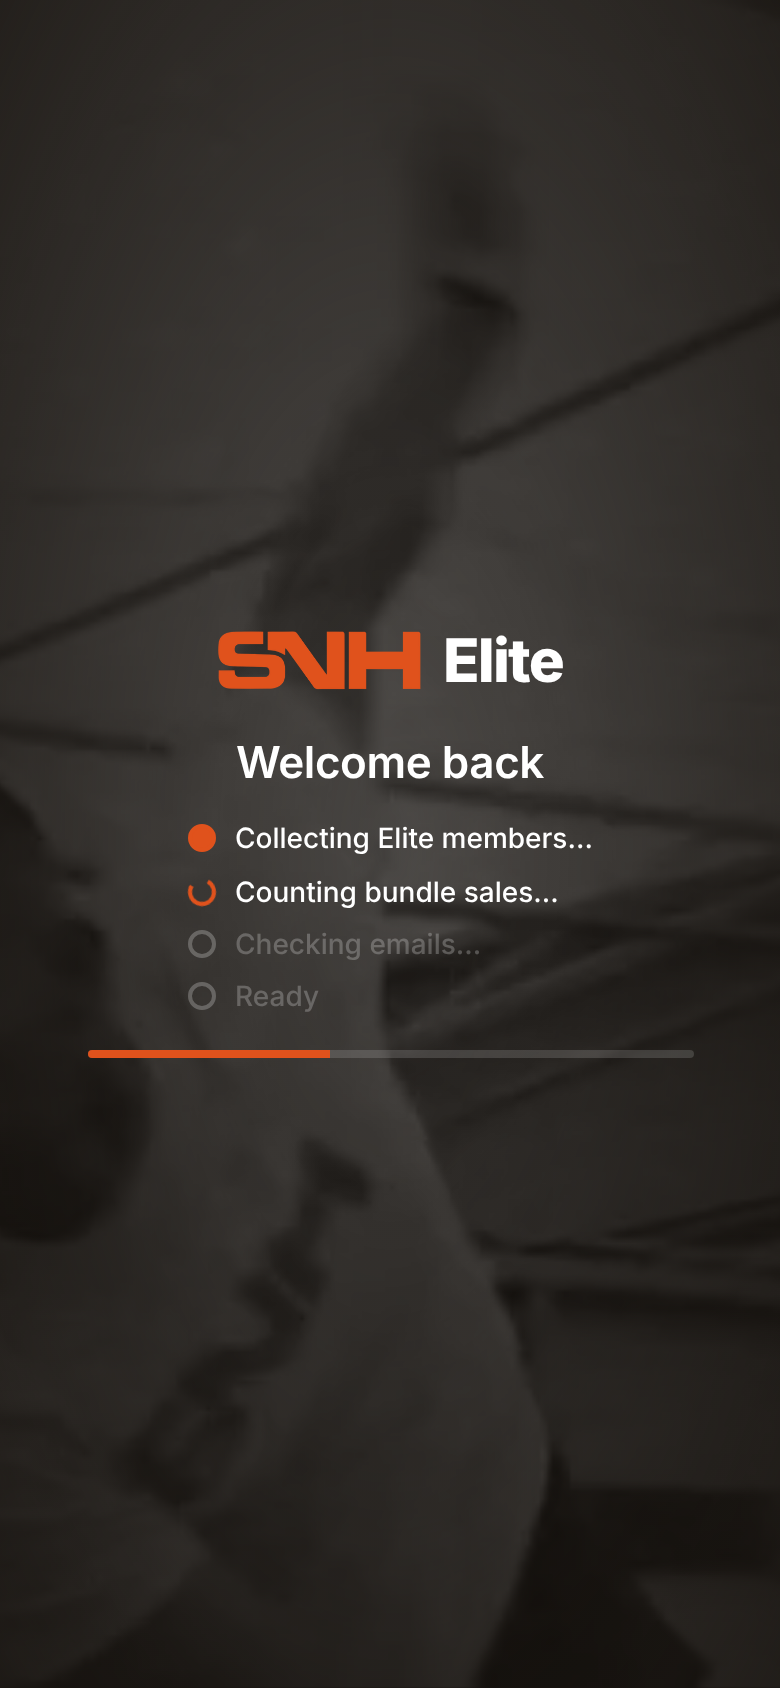 SNH Elite
Welcome back
Collecting Elite members...
Counting bundle sales...
Checking emails...
Ready